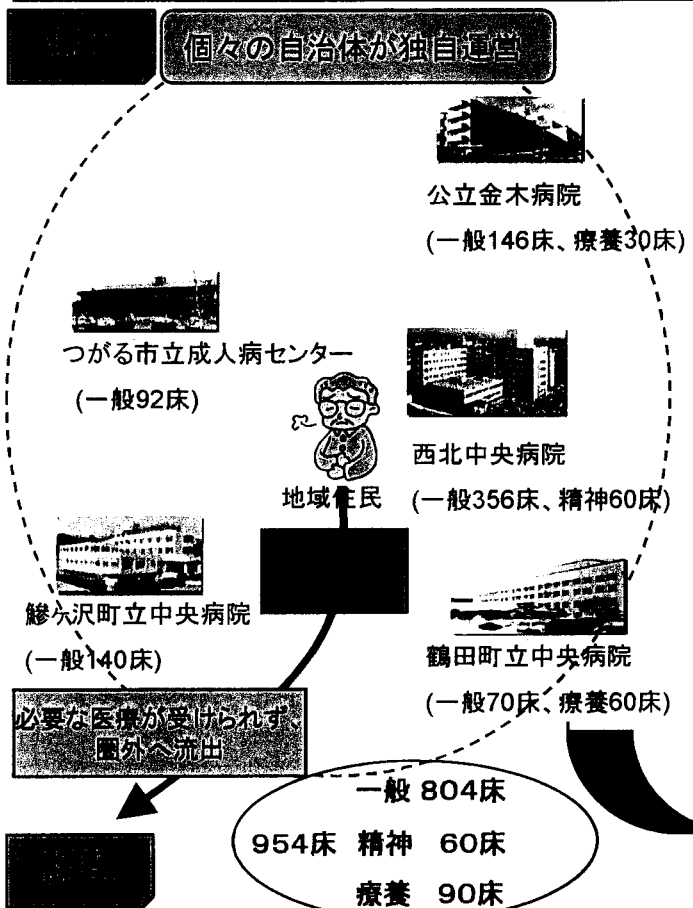 個々の自治体が独自運営
公立金木病院
(一般146床、療養30床)
つがる市立成人病センター
(一般92床)
西北中央病院
(一般356床、精神60床)
地域住民
鰺ヶ沢町立中央病院
(一般140床)
鶴田町立中央病院
(一般70床、療養60床)
必要な医療が受けられず、
圏外へ流出
一般 804床
954床 精神 60床
療養 90床